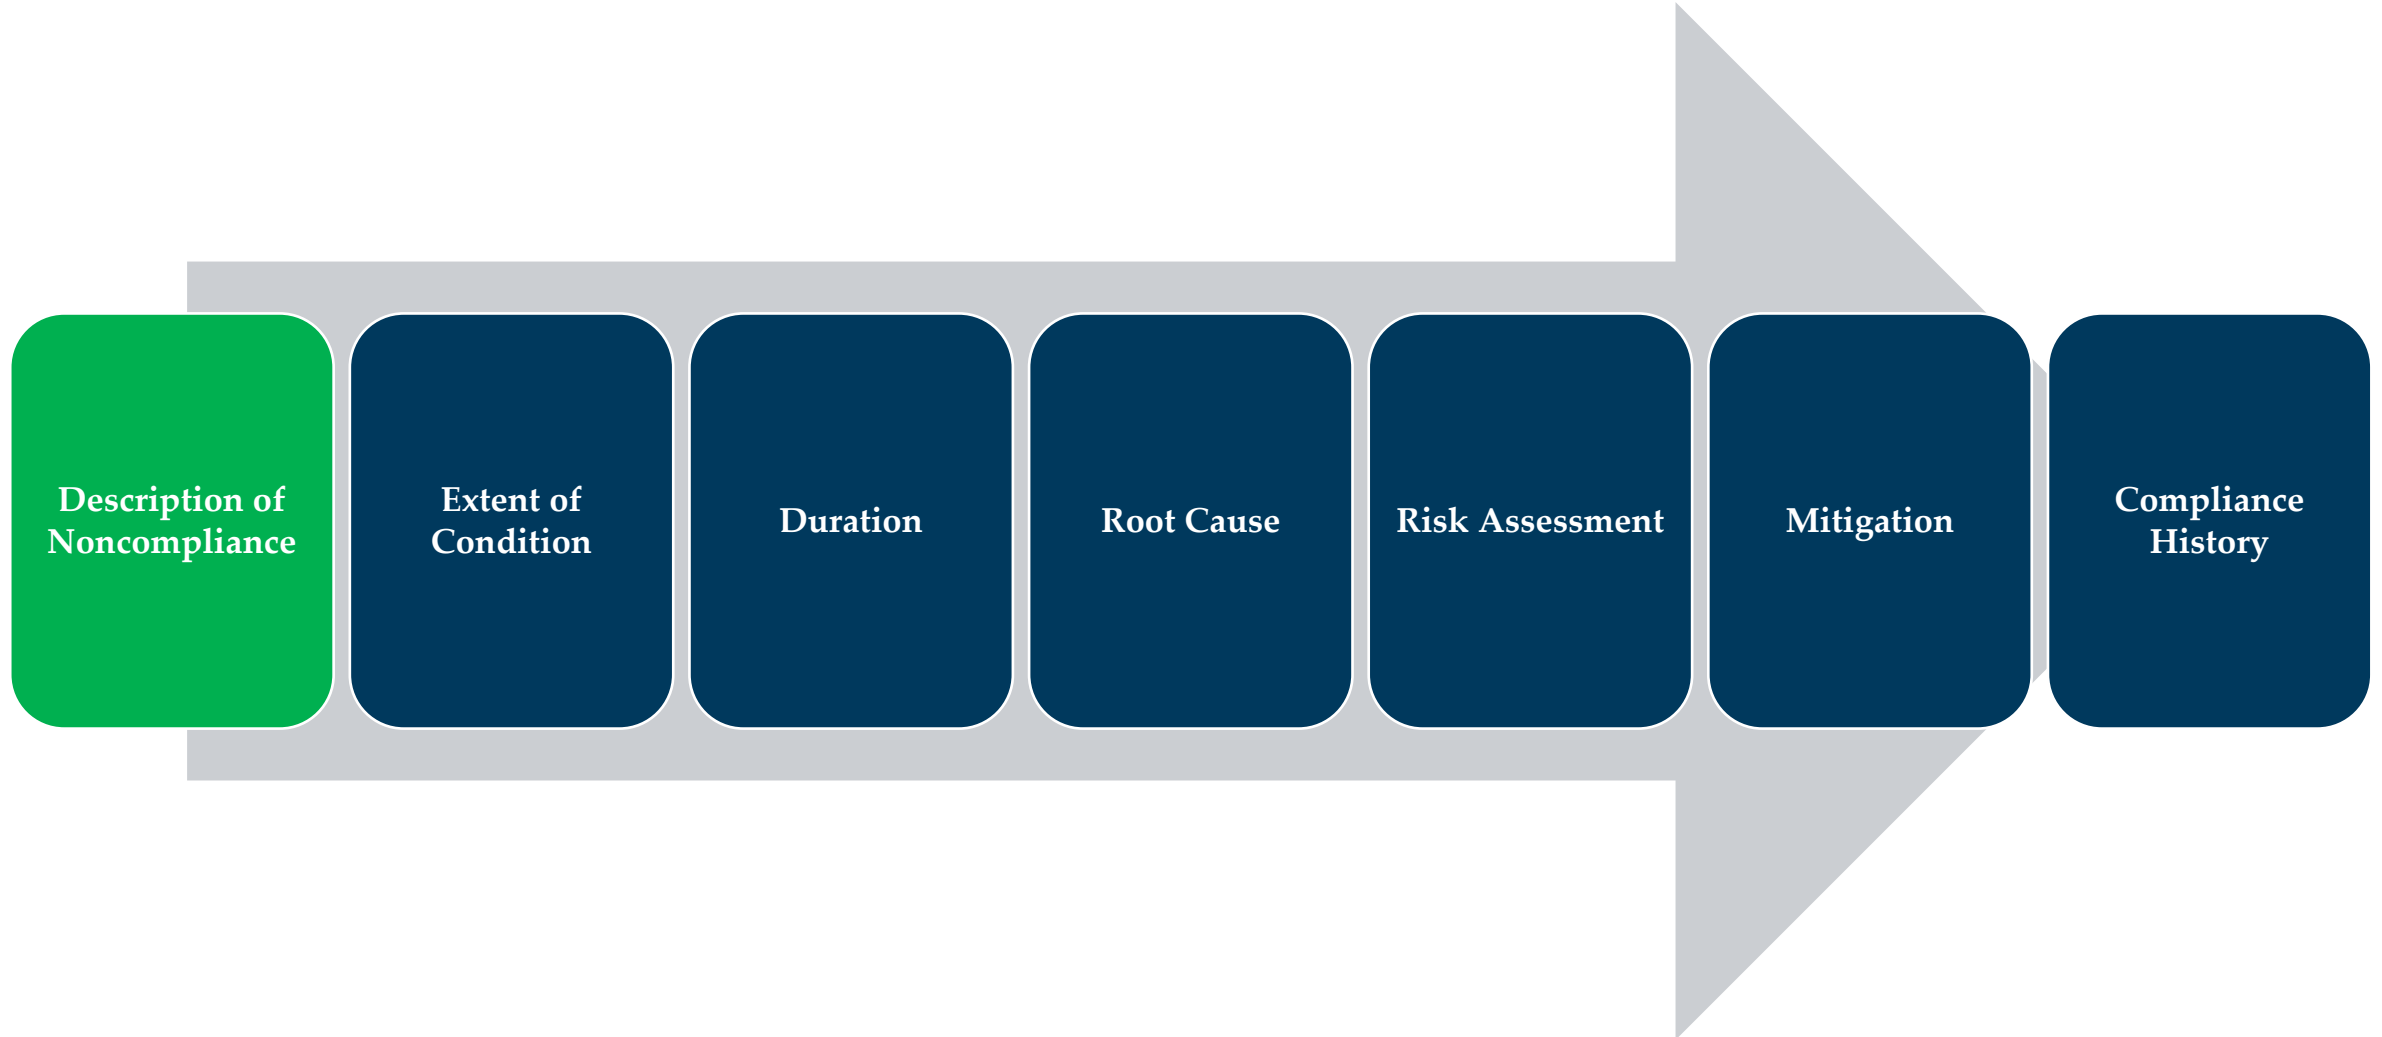 Description of
Noncompliance
Extent of
Condition
Duration
Root Cause
Risk Assessment
Mitigation
Compliance
History